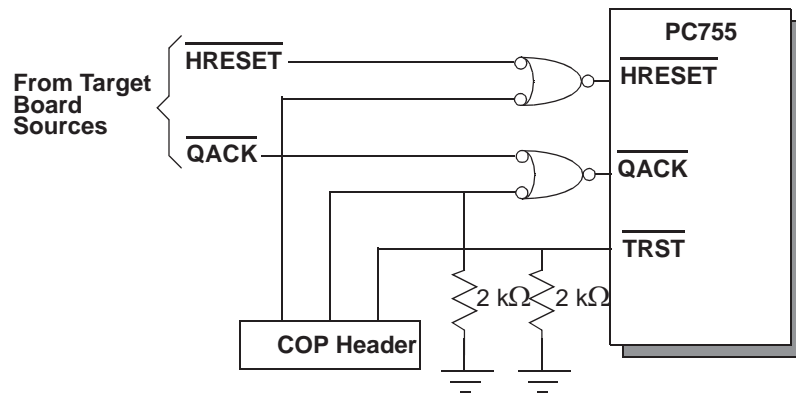 PC755
HRESET
From Target
Board
Sources
HRESET
QACK
QACK
TRST
2 kΩ
2 kΩ
COP Header